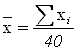 x̄ = ∑xᵢ / 40